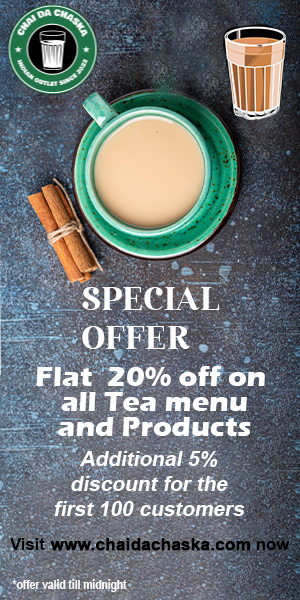 CHAI DA CHASKA
INDIAN OUTLET SINCE 2022
SPECIAL
OFFER
Flat 20% off on
all Tea menu
and Products
Additional 5%
discount for the
first 100 customers
Visit www.chaidachaska.com now
*offer valid till midnight